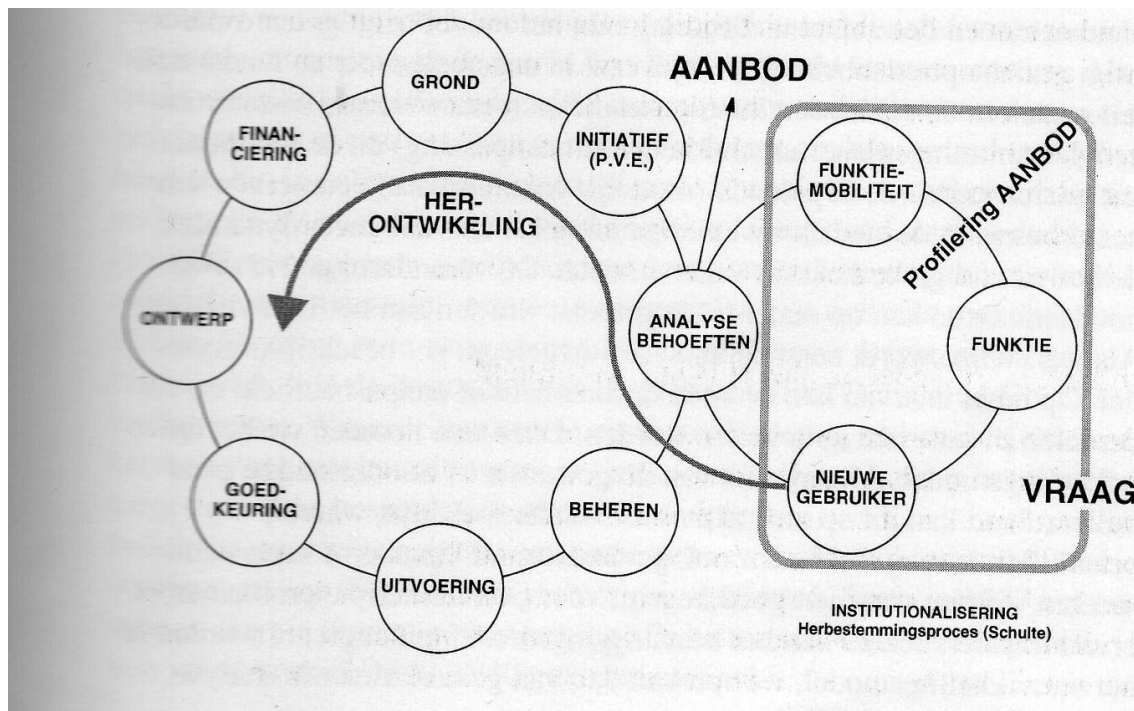 AANBOD
GROND
FINAN-
CIERING
INITIATIEF
(P.V.E.)
FUNKTIE-
MOBILITEIT
Profilering AANBOD
HER-
ONTWIKELING
ONTWERP
ANALYSE
BEHOEFTEN
FUNKTIE
GOED-
KEURING
BEHEREN
NIEUWE
GEBRUIKER
VRAAG
UITVOERING
INSTITUTIONALISERING
Herbestemmingsproces (Schulte)